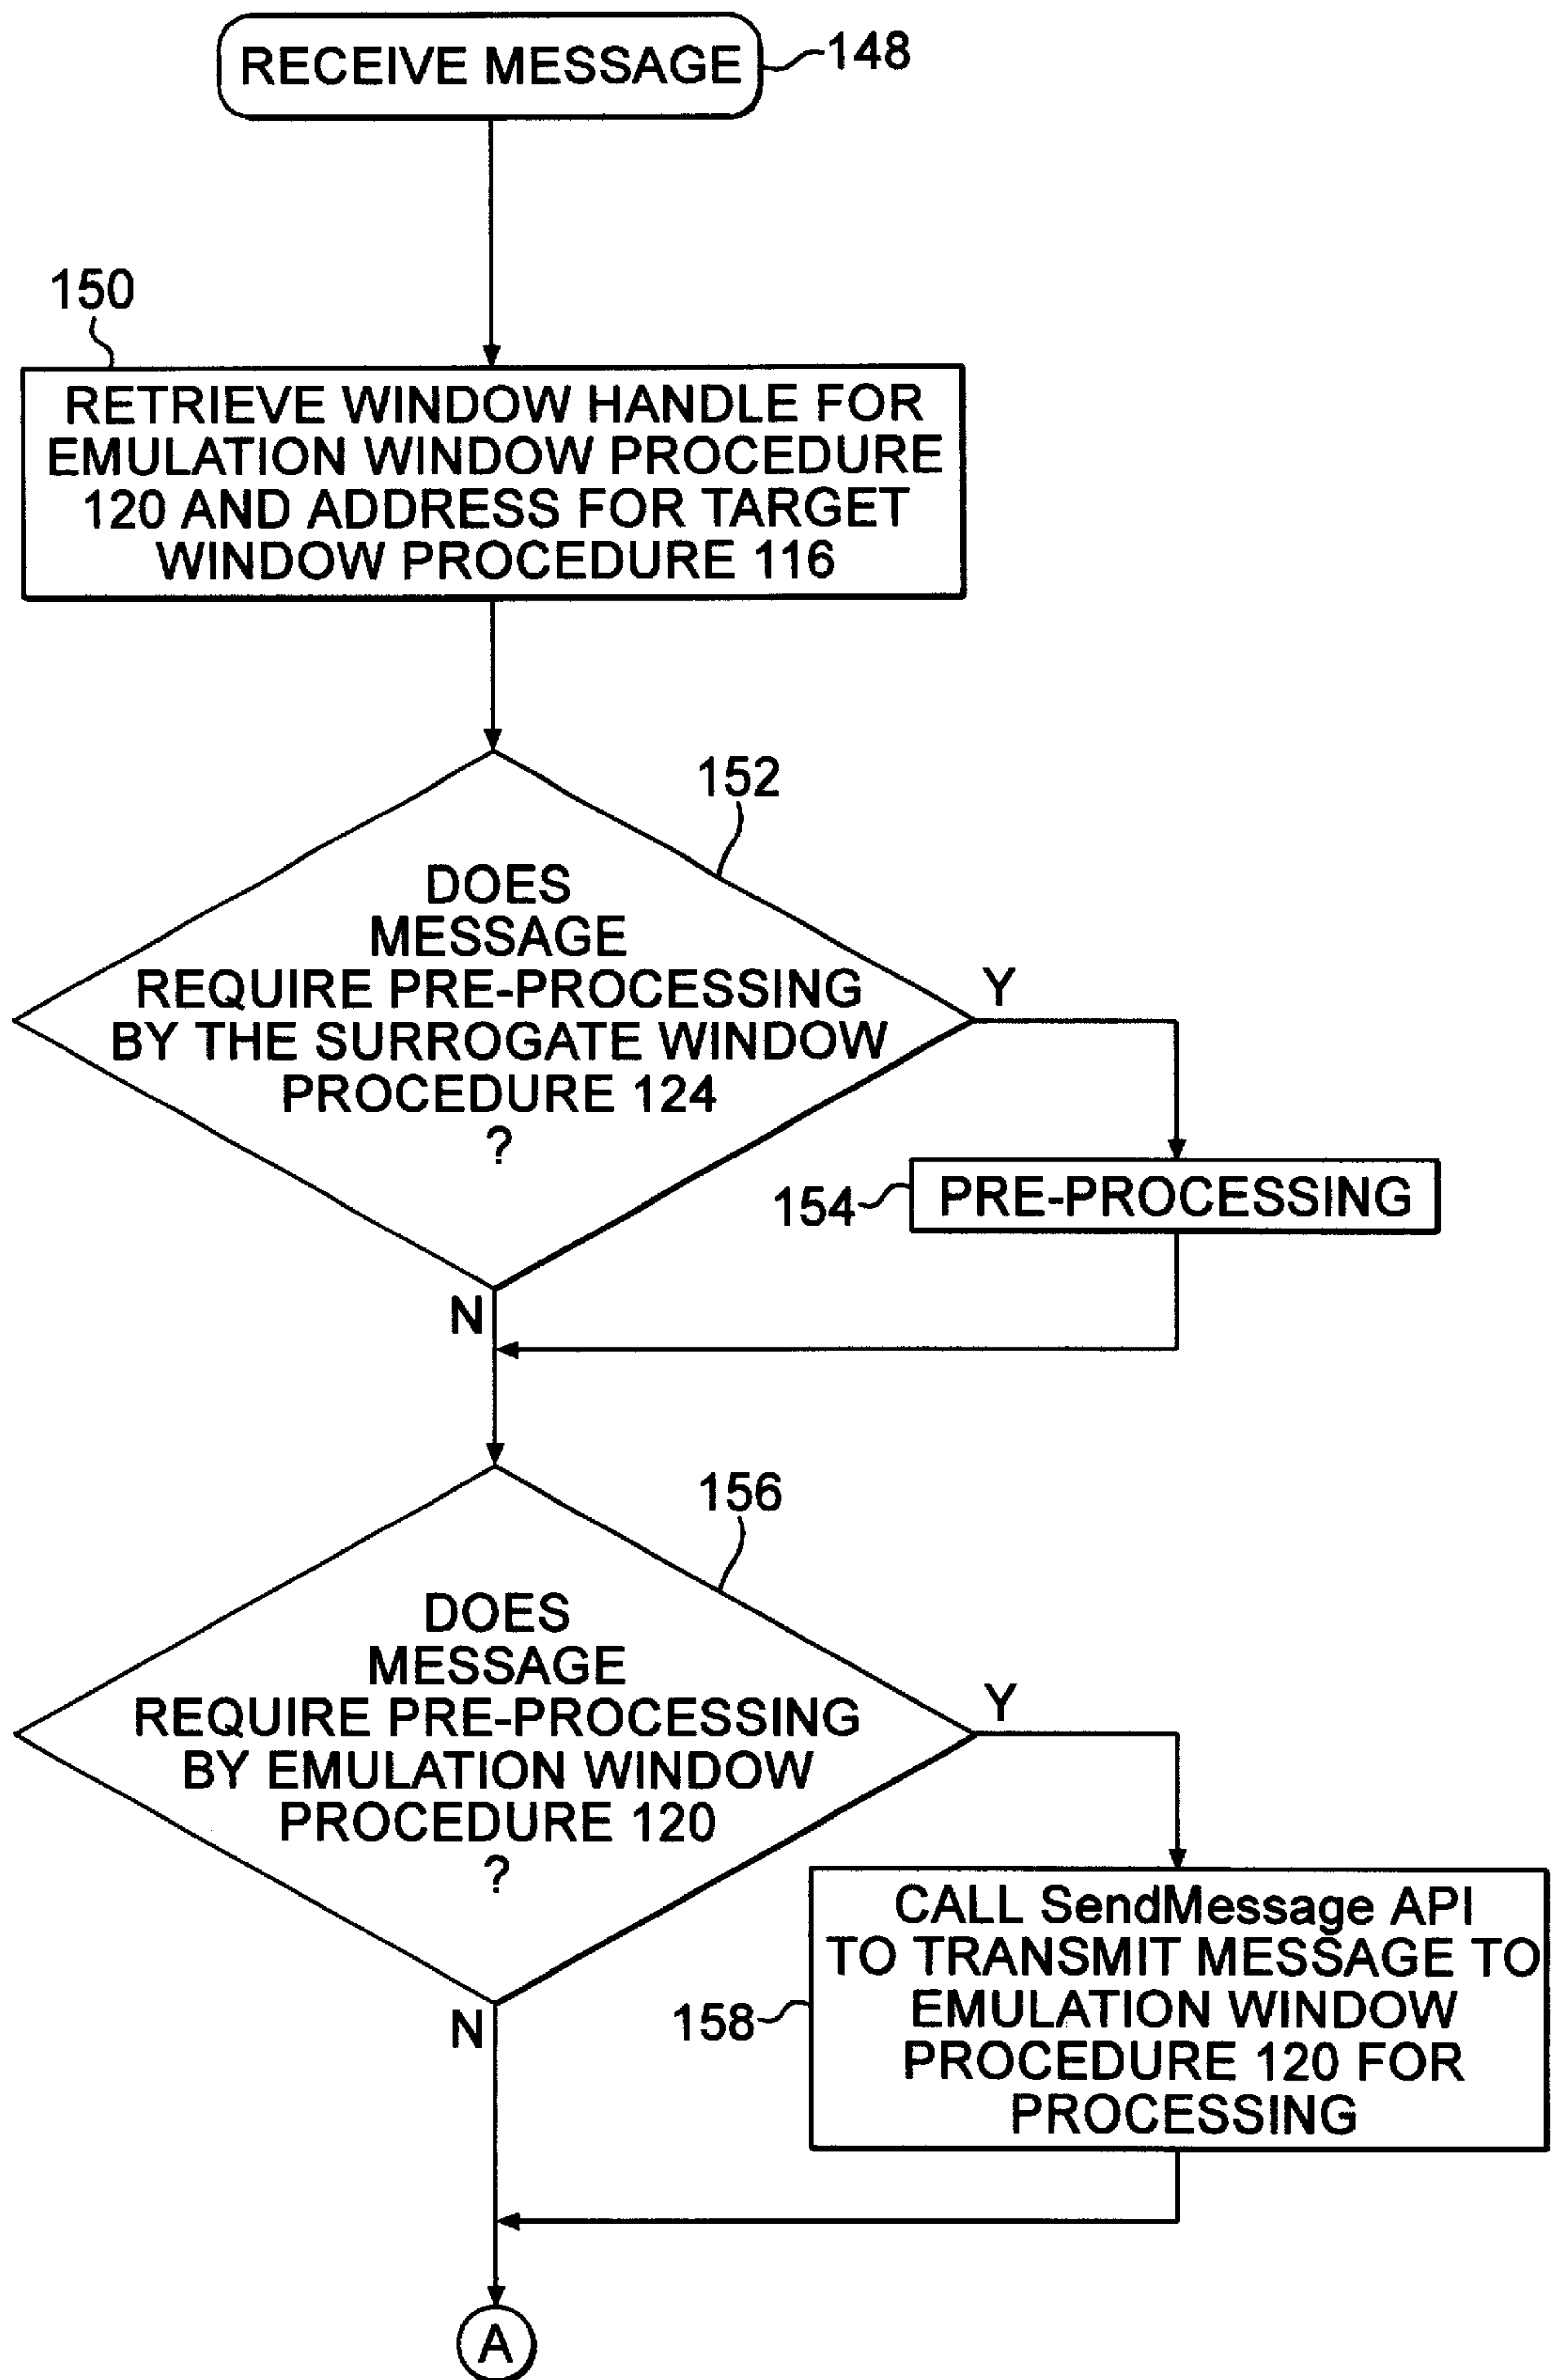 RECEIVE MESSAGE
148
150
RETRIEVE WINDOW HANDLE FOR
EMULATION WINDOW PROCEDURE
120 AND ADDRESS FOR TARGET
WINDOW PROCEDURE 116
152
DOES
MESSAGE
REQUIRE PRE-PROCESSING
BY THE SURROGATE WINDOW
PROCEDURE 124
?
Y
154
PRE-PROCESSING
N
156
DOES
MESSAGE
REQUIRE PRE-PROCESSING
BY EMULATION WINDOW
PROCEDURE 120
?
Y
158
CALL SendMessage API
TO TRANSMIT MESSAGE TO
EMULATION WINDOW
PROCEDURE 120 FOR
PROCESSING
N
A